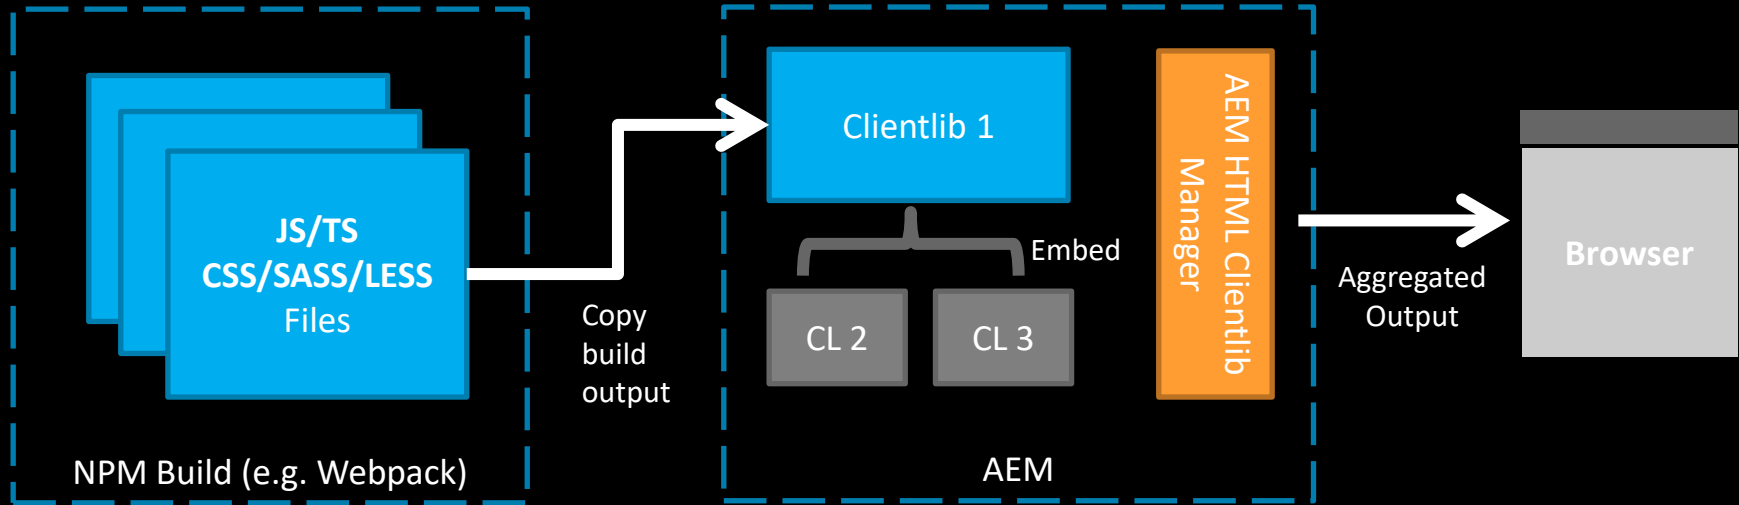 JS/TS
CSS/SASS/LESS
Files
NPM Build (e.g. Webpack)
Copy
build
output
Clientlib 1
Embed
CL 2
CL 3
AEM HTML Clientlib
Manager
AEM
Aggregated
Output
Browser